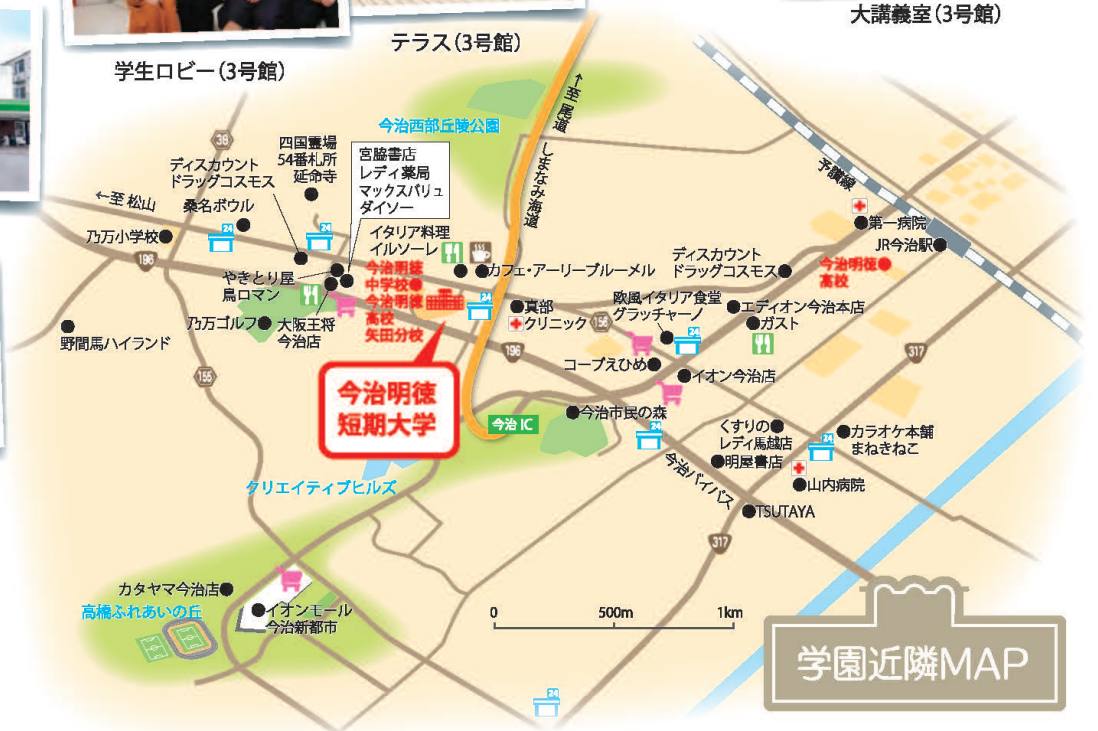 大講義室(3号館)
テラス(3号館)
学生ロビー(3号館)
↑至 尾道
しまなみ海道
今治西部丘陵公園
予讃線
38
四国霊場
54番札所
延命寺
ディスカウント
ドラッグコスモス
宮脇書店
レディ薬局
マックスバリュ
ダイソー
←至 松山
桑名ボウル
24
24
乃万小学校
196
イタリア料理
イルソーレ
カフェ・アーリーブルーメル
第一病院
JR今治駅
ディスカウント
ドラッグコスモス
今治明徳
高校
やきとり屋
鳥ロマン
今治明徳
中学校
今治明徳
高校
矢田分校
24
真部
クリニック
156
欧風イタリア食堂
グラッチャーノ
24
エディオン今治本店
ガスト
乃万ゴルフ
大阪王将
今治店
野間馬ハイランド
196
317
コープえひめ
イオン今治店
155
今治明徳
短期大学
今治 IC
今治市民の森
24
くすりの
レディ馬越店
24
カラオケ本舗
まねきねこ
明屋書店
今治バイパス
山内病院
クリエイティブヒルズ
TSUTAYA
317
カタヤマ今治店
高橋ふれあいの丘
イオンモール
今治新都市
0 500m 1km
24
学園近隣MAP